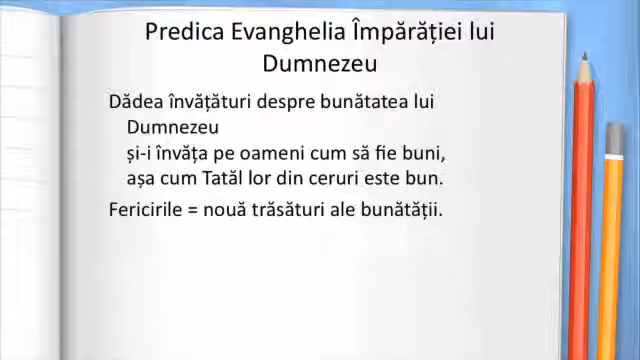 Predica Evanghelia Împărăției lui
Dumnezeu
Dădea învățături despre bunătatea lui
Dumnezeu
și-i învăța pe oameni cum să fie buni,
așa cum Tatăl lor din ceruri este bun.
Fericirile = nouă trăsături ale bunătății.